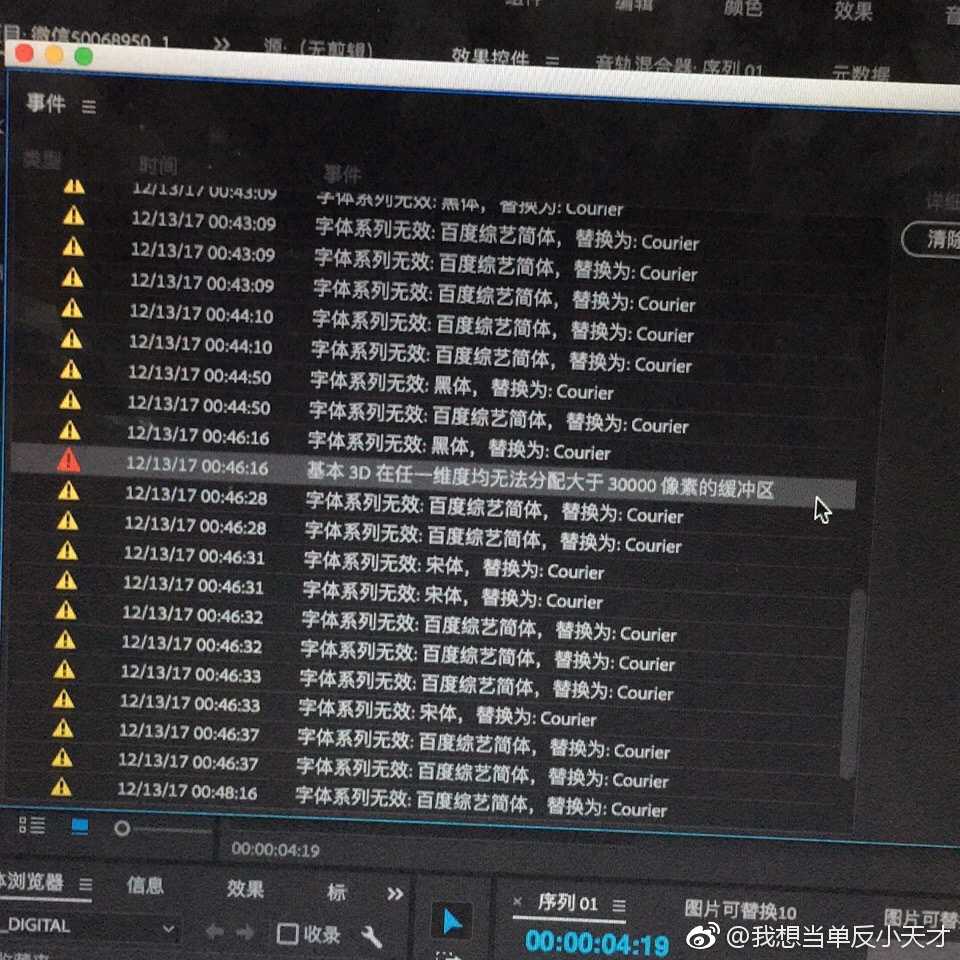 组件
编辑
颜色
效果
微信50068950_1
源: (无剪辑)
效果控件
音轨混合器: 序列 01
元数据
事件
类型
时间
事件
详细
12/13/17 00:43:09 字体系列无效: 黑体，替换为: Courier
12/13/17 00:43:09 字体系列无效: 百度综艺简体，替换为: Courier
清除
12/13/17 00:43:09 字体系列无效: 百度综艺简体，替换为: Courier
12/13/17 00:43:09 字体系列无效: 百度综艺简体，替换为: Courier
12/13/17 00:44:10 字体系列无效: 百度综艺简体，替换为: Courier
12/13/17 00:44:10 字体系列无效: 百度综艺简体，替换为: Courier
12/13/17 00:44:50 字体系列无效: 黑体，替换为: Courier
12/13/17 00:44:50 字体系列无效: 百度综艺简体，替换为: Courier
12/13/17 00:46:16 字体系列无效: 黑体，替换为: Courier
12/13/17 00:46:16 基本 3D 在任一维度均无法分配大于 30000 像素的缓冲区
12/13/17 00:46:28 字体系列无效: 百度综艺简体，替换为: Courier
12/13/17 00:46:28 字体系列无效: 百度综艺简体，替换为: Courier
12/13/17 00:46:31 字体系列无效: 宋体，替换为: Courier
12/13/17 00:46:31 字体系列无效: 宋体，替换为: Courier
12/13/17 00:46:32 字体系列无效: 百度综艺简体，替换为: Courier
12/13/17 00:46:32 字体系列无效: 百度综艺简体，替换为: Courier
12/13/17 00:46:33 字体系列无效: 百度综艺简体，替换为: Courier
12/13/17 00:46:33 字体系列无效: 宋体，替换为: Courier
12/13/17 00:46:37 字体系列无效: 百度综艺简体，替换为: Courier
12/13/17 00:46:37 字体系列无效: 百度综艺简体，替换为: Courier
12/13/17 00:48:16 字体系列无效: 百度综艺简体，替换为: Courier
00:00:04:19
体浏览器
信息
效果
标
序列 01
图片可替换10
图片可替
_DIGITAL
收录
00:00:04:19
@我想当单反小天才